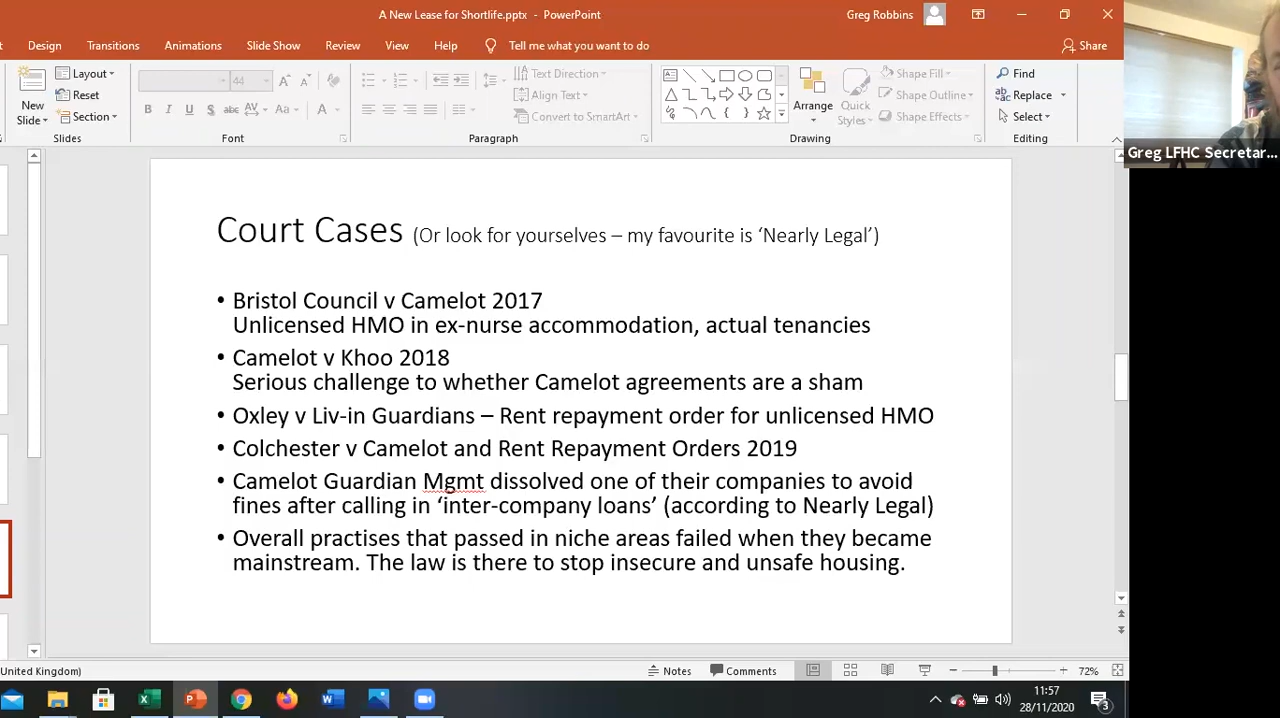 A New Lease for Shortlife.pptx - PowerPoint
Greg Robbins
Design Transitions Animations Slide Show Review View Help Tell me what you want to do
Share
New Slide
Layout
Reset
Section
Slides
44
B I U S abc AV Aa A
Font
Text Direction
Align Text
Convert to SmartArt
Paragraph
Arrange
Quick Styles
Shape Fill
Shape Outline
Shape Effects
Drawing
Find
Replace
Select
Editing
Greg LFHC Secretar...
Court Cases (Or look for yourselves – my favourite is ‘Nearly Legal’)
• Bristol Council v Camelot 2017
Unlicensed HMO in ex-nurse accommodation, actual tenancies
• Camelot v Khoo 2018
Serious challenge to whether Camelot agreements are a sham
• Oxley v Liv-in Guardians – Rent repayment order for unlicensed HMO
• Colchester v Camelot and Rent Repayment Orders 2019
• Camelot Guardian Mgmt dissolved one of their companies to avoid
fines after calling in ‘inter-company loans’ (according to Nearly Legal)
• Overall practises that passed in niche areas failed when they became
mainstream. The law is there to stop insecure and unsafe housing.
United Kingdom)
Notes
Comments
72%
11:57
28/11/2020
3